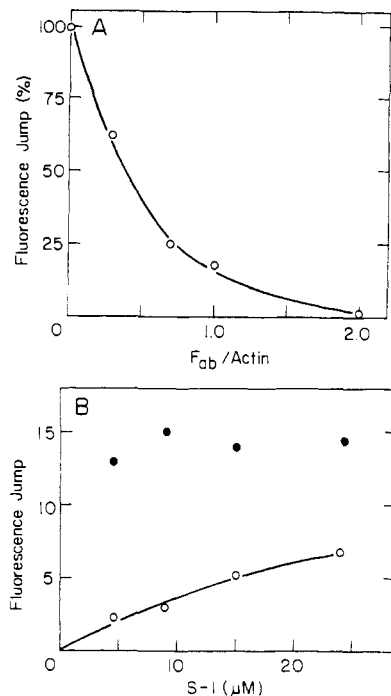 A
Fluorescence Jump (%)
100
75
50
25
0
1.0
2.0
Fab/Actin
B
Fluorescence Jump
15
10
5
0
10
20
S-1 (μM)